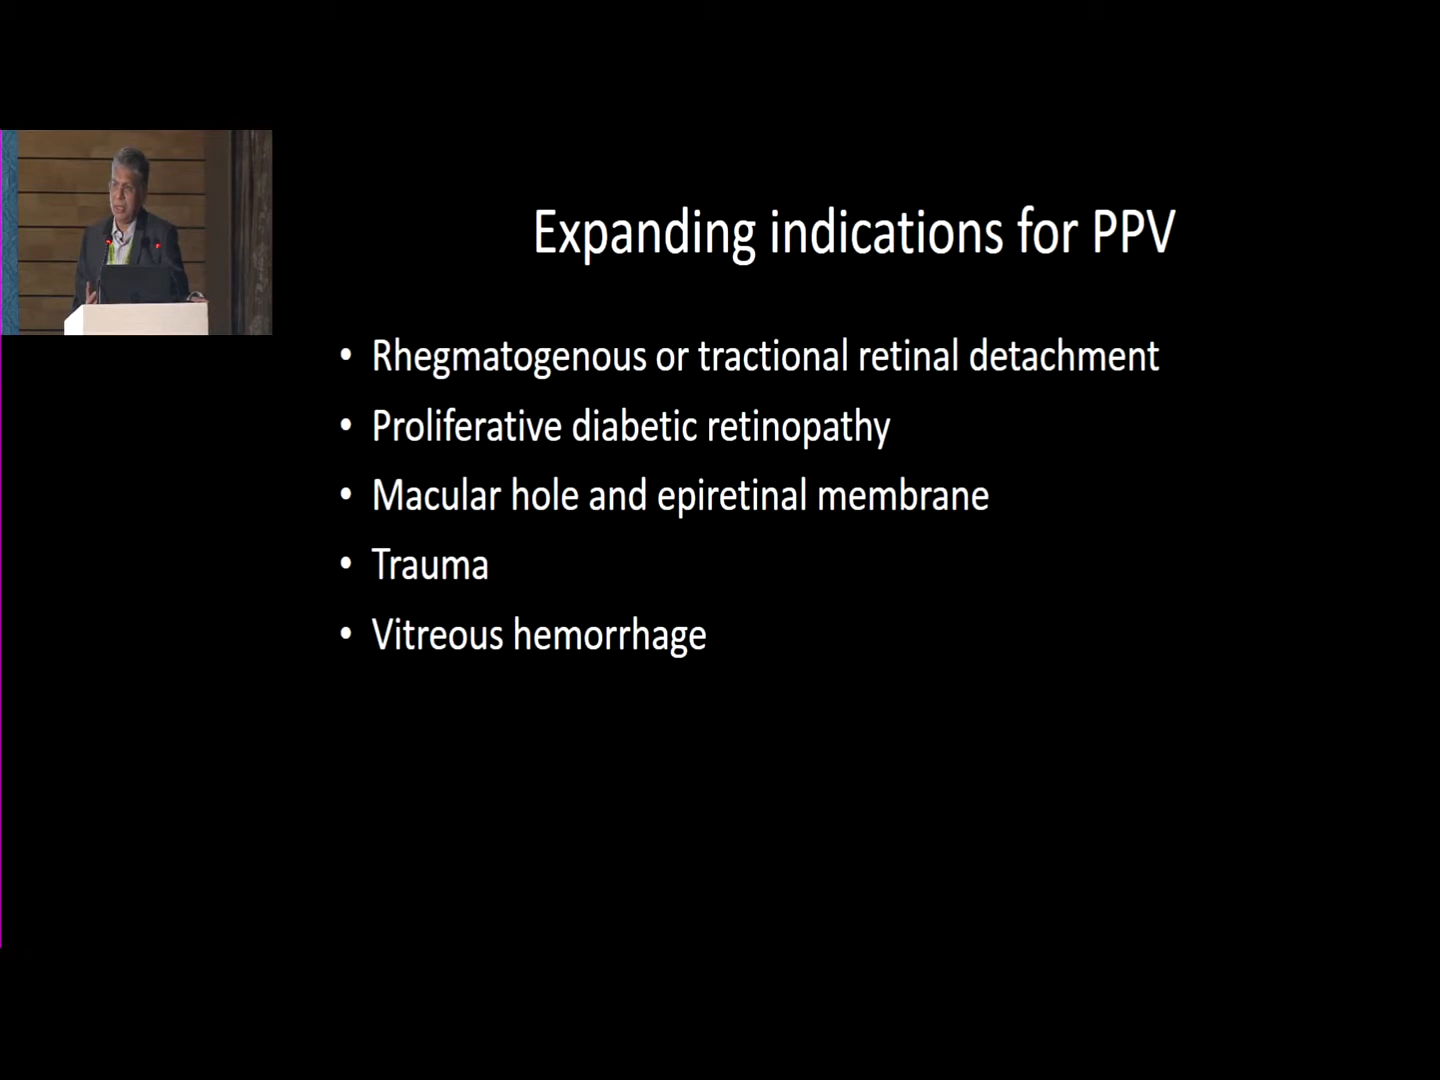 Expanding indications for PPV
• Rhegmatogenous or tractional retinal detachment
• Proliferative diabetic retinopathy
• Macular hole and epiretinal membrane
• Trauma
• Vitreous hemorrhage